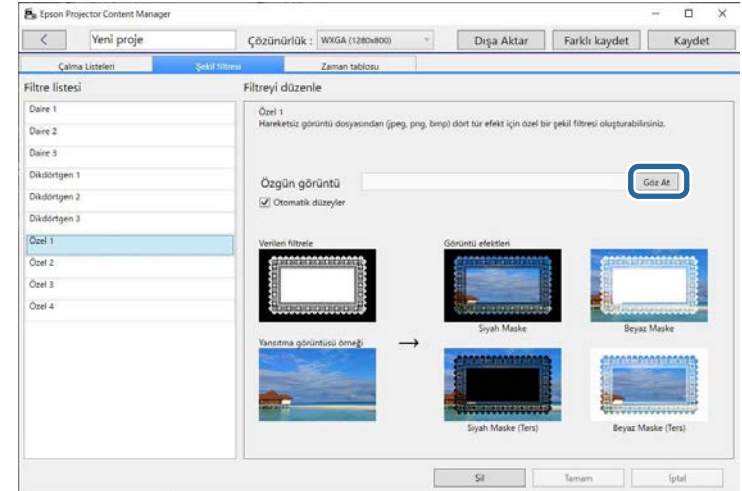 Epson Projector Content Manager
Yeni proje
Çözünürlük : WXGA (1280x800)
Dışa Aktar
Farklı kaydet
Kaydet
Çalma Listeleri
Şekil filtresi
Zaman tablosu
Filtre listesi
Filtreyi düzenle
Daire 1
Daire 2
Daire 3
Dikdörtgen 1
Dikdörtgen 2
Dikdörtgen 3
Özel 1
Özel 2
Özel 3
Özel 4
Özel 1
Hareketsiz görüntü dosyasından (jpeg, png, bmp) dört tür efekt için özel bir şekil filtresi oluşturabilirsiniz.
Özgün görüntü
Göz At
Otomatik düzeyler
Verileri filtrele
Görüntü efektleri
Siyah Maske
Beyaz Maske
Yansıtma görüntüsü örneği
→
Siyah Maske (Ters)
Beyaz Maske (Ters)
Sil
Tamam
İptal